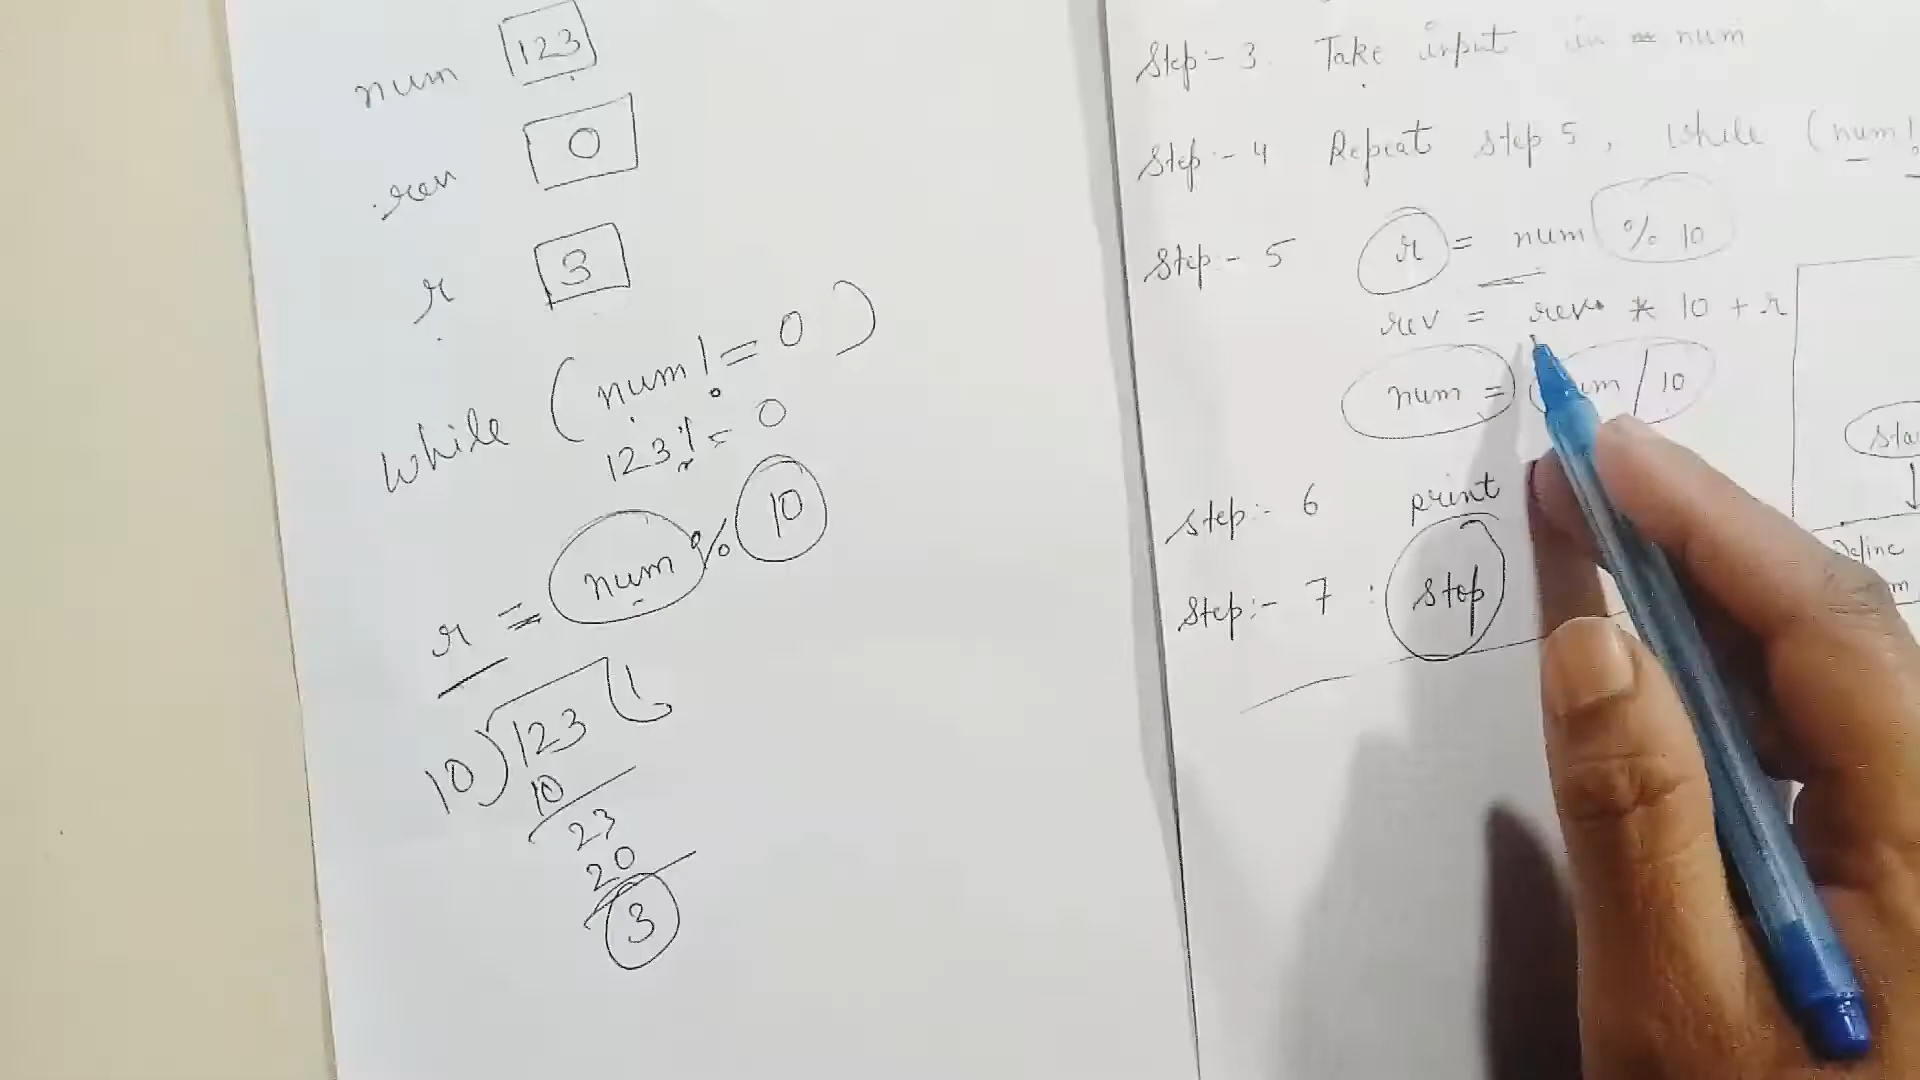 num 123
rev 0
r 3
while (num != 0)
123 != 0
r = num % 10
10) 123 (1
10
23
20
3
Step:- 3. Take input in num
Step:- 4 Repeat step 5, while (num!
Step:- 5 r = num % 10
rev = rev * 10 + r
num = num / 10
Step:- 6 print
Step:- 7 : stop
Define